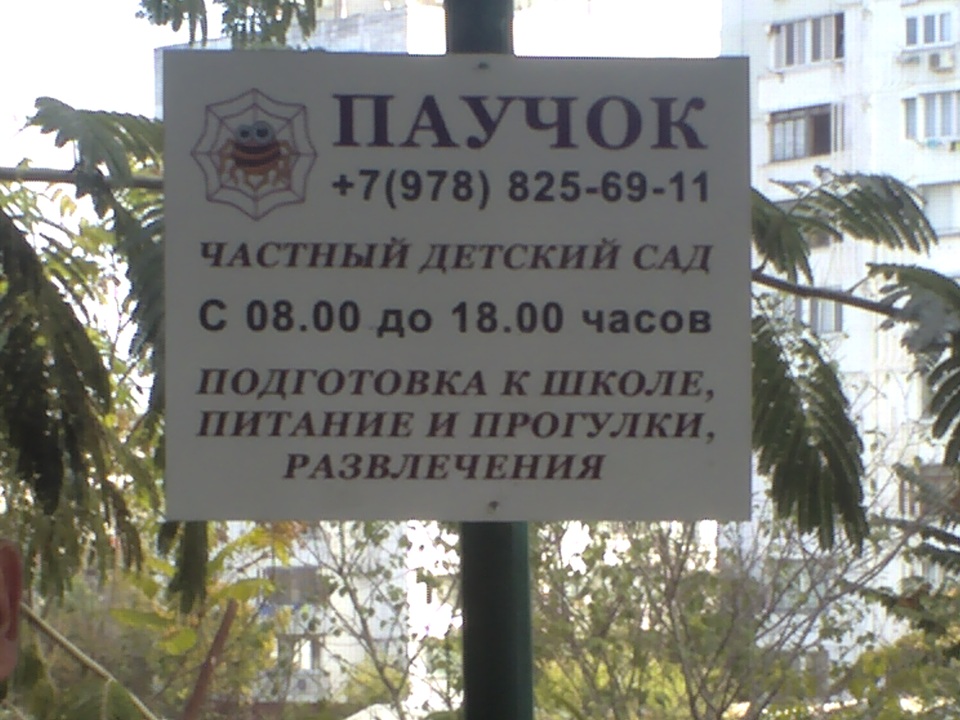 ПАУЧОК
+7(978) 825-69-11
ЧАСТНЫЙ ДЕТСКИЙ САД
С 08.00 до 18.00 часов
ПОДГОТОВКА К ШКОЛЕ,
ПИТАНИЕ И ПРОГУЛКИ,
РАЗВЛЕЧЕНИЯ